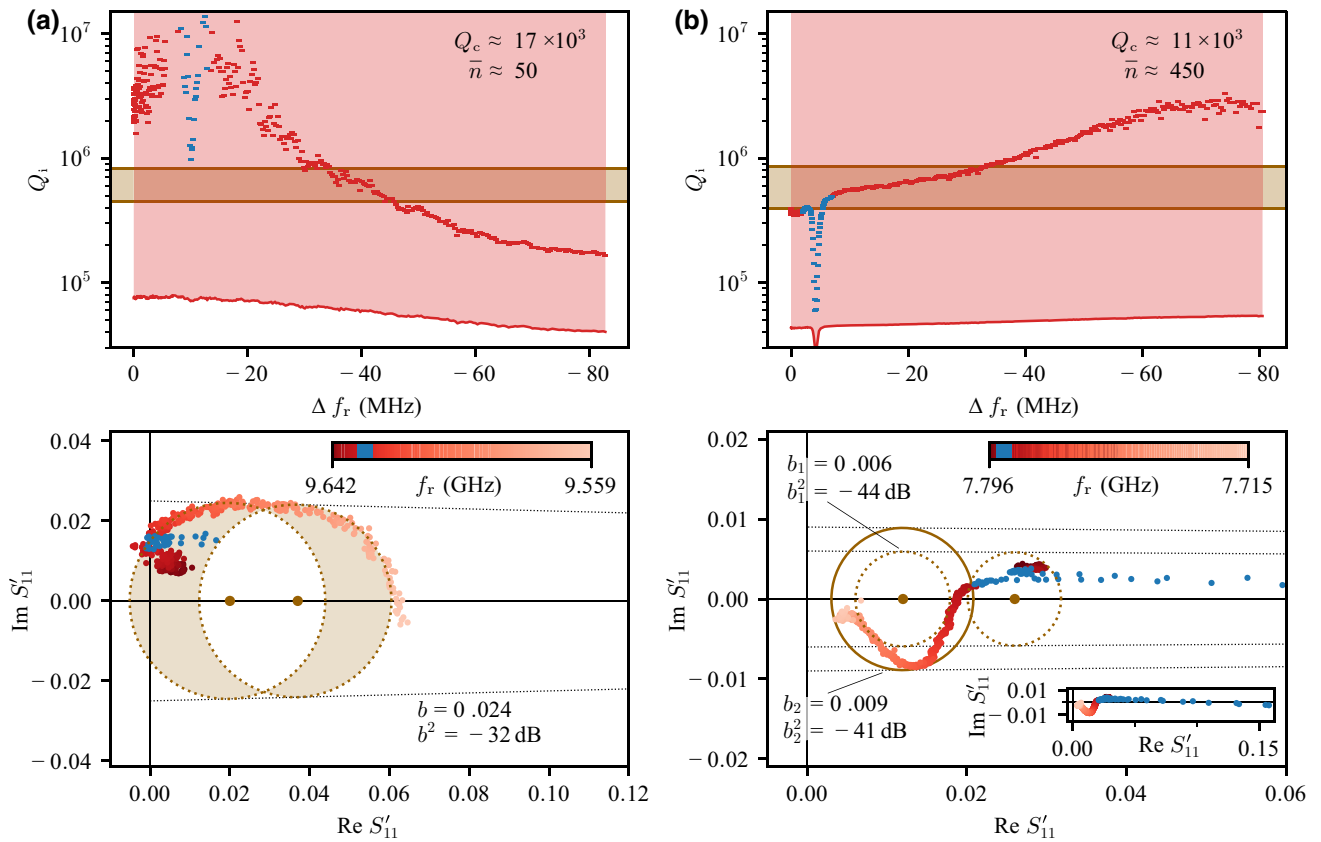 (a)
10⁷
10⁶
10⁵
Qᵢ
Q_c ≈ 17 ×10³
n̅ ≈ 50
0 −20 −40 −60 −80
Δ f_r (MHz)
(b)
10⁷
10⁶
10⁵
Qᵢ
Q_c ≈ 11×10³
n̅ ≈ 450
0 −20 −40 −60 −80
Δ f_r (MHz)
0.04
0.02
0.00
−0.02
−0.04
Im S′₁₁
9.642 f_r (GHz) 9.559
b = 0.024
b² = −32 dB
0.00 0.02 0.04 0.06 0.08 0.10 0.12
Re S′₁₁
0.02
0.01
0.00
−0.01
−0.02
Im S′₁₁
b₁ = 0.006
b₁² = −44 dB
7.796 f_r (GHz) 7.715
b₂ = 0.009
b₂² = −41 dB
Im S′₁₁
0.01
−0.01
0.00 Re S′₁₁ 0.15
0.00 0.02 0.04 0.06
Re S′₁₁